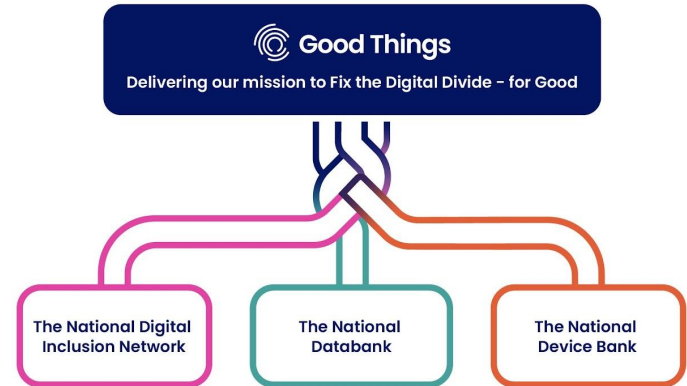 Good Things
Delivering our mission to Fix the Digital Divide - for Good
The National Digital
Inclusion Network
The National
Databank
The National
Device Bank